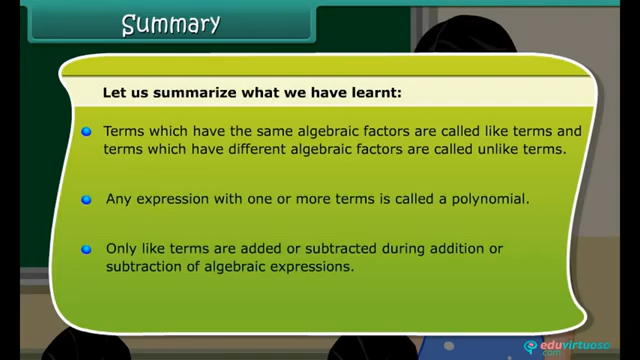 Summary
Let us summarize what we have learnt:
Terms which have the same algebraic factors are called like terms and
terms which have different algebraic factors are called unlike terms.
Any expression with one or more terms is called a polynomial.
Only like terms are added or subtracted during addition or
subtraction of algebraic expressions.
eduvirtuoso
.com